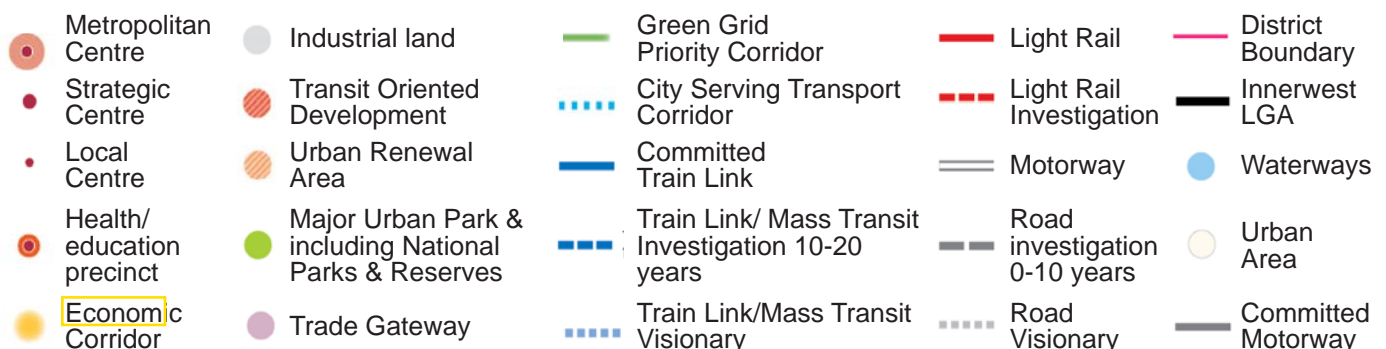 Metropolitan
Centre
Strategic
Centre
Local
Centre
Health/
education
precinct
Economic
Corridor
Industrial land
Transit Oriented
Development
Urban Renewal
Area
Major Urban Park &
including National
Parks & Reserves
Trade Gateway
Green Grid
Priority Corridor
City Serving Transport
Corridor
Committed
Train Link
Train Link/ Mass Transit
Investigation 10-20
years
Train Link/Mass Transit
Visionary
Light Rail
Light Rail
Investigation
Motorway
Road
investigation
0-10 years
Road
Visionary
District
Boundary
Innerwest
LGA
Waterways
Urban
Area
Committed
Motorway